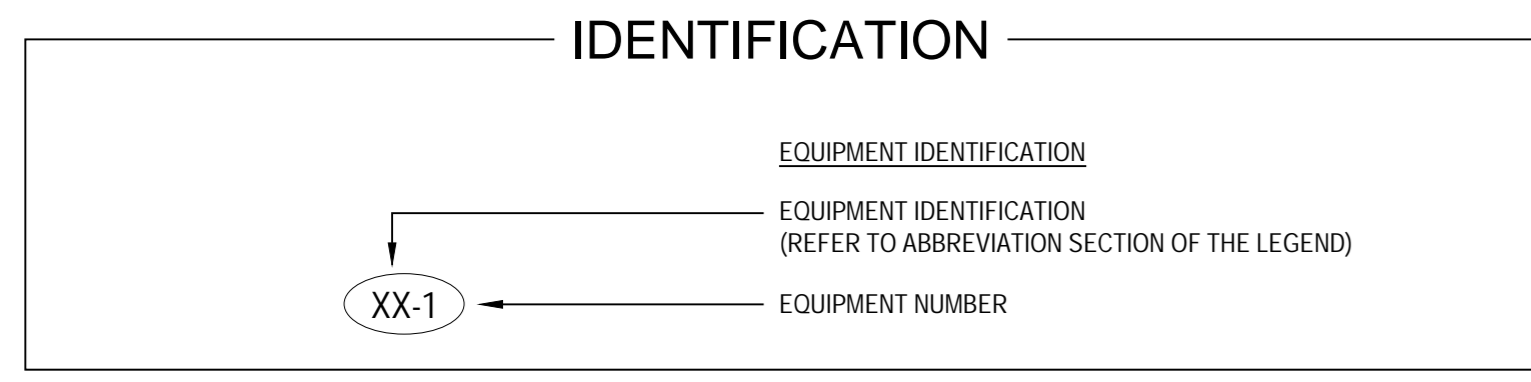 IDENTIFICATION
EQUIPMENT IDENTIFICATION
EQUIPMENT IDENTIFICATION
(REFER TO ABBREVIATION SECTION OF THE LEGEND)
XX-1
EQUIPMENT NUMBER